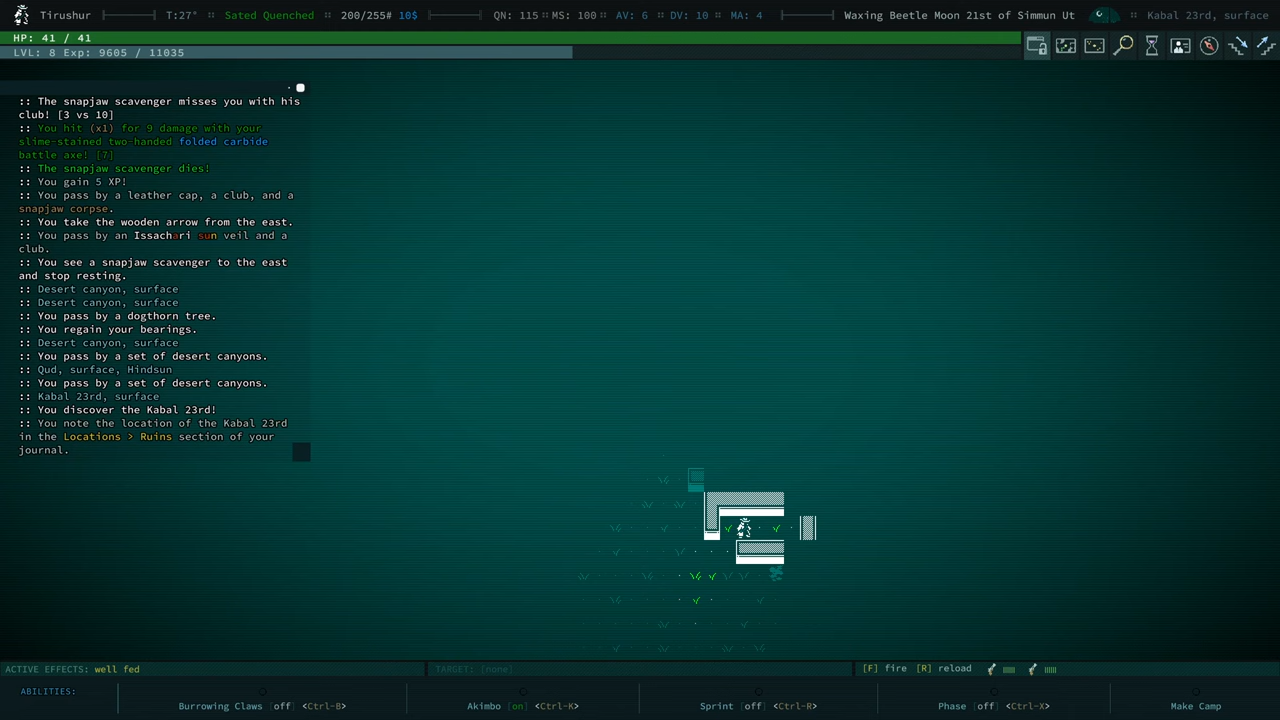 Tirushur T:27° :: Sated Quenched :: 200/255# 10$ QN: 115 :: MS: 100 :: AV: 6 :: DV: 10 :: MA: 4 Waxing Beetle Moon 21st of Simmun Ut :: Kabal 23rd, surface
HP: 41 / 41
LVL: 8 Exp: 9605 / 11035
:: The snapjaw scavenger misses you with his
club! [3 vs 10]
:: You hit (x1) for 9 damage with your
slime-stained two-handed folded carbide
battle axe! [7]
:: The snapjaw scavenger dies!
:: You gain 5 XP!
:: You pass by a leather cap, a club, and a
snapjaw corpse.
:: You take the wooden arrow from the east.
:: You pass by an Issachari sun veil and a
club.
:: You see a snapjaw scavenger to the east
and stop resting.
:: Desert canyon, surface
:: Desert canyon, surface
:: You pass by a dogthorn tree.
:: You regain your bearings.
:: Desert canyon, surface
:: You pass by a set of desert canyons.
:: Qud, surface, Hindsun
:: You pass by a set of desert canyons.
:: Kabal 23rd, surface
:: You discover the Kabal 23rd!
:: You note the location of the Kabal 23rd
in the Locations > Ruins section of your
journal.
ACTIVE EFFECTS: well fed TARGET: [none] [F] fire [R] reload
ABILITIES: Burrowing Claws [off] <Ctrl-B> Akimbo [on] <Ctrl-K> Sprint [off] <Ctrl-R> Phase [off] <Ctrl-X> Make Camp